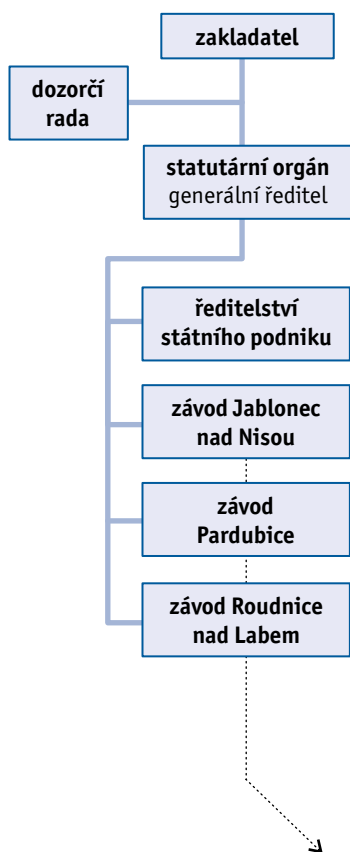 zakladatel
dozorčí
rada
statutární orgán
generální ředitel
ředitelství
státního podniku
závod Jablonec
nad Nisou
závod
Pardubice
závod Roudnice
nad Labem